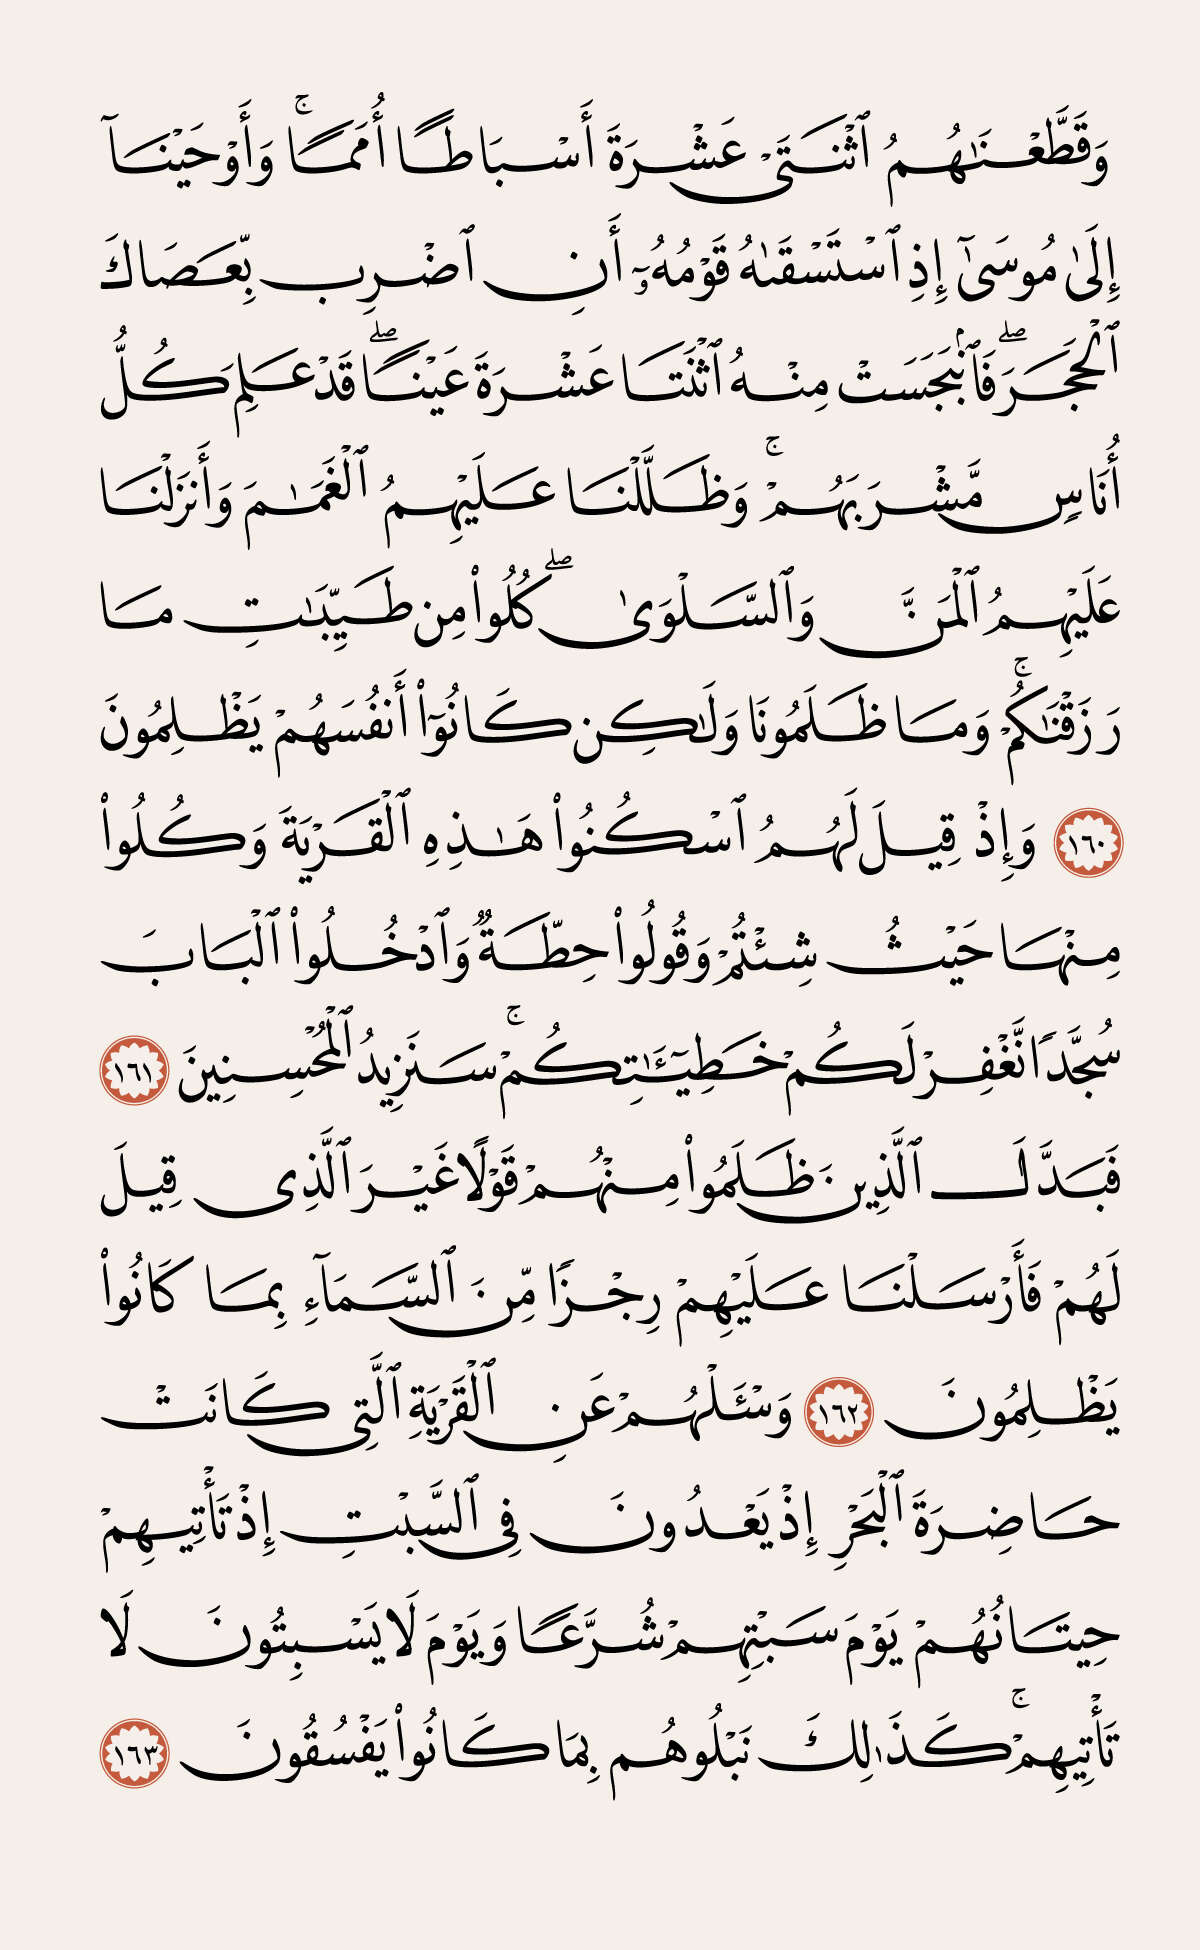 وَقَطَّعۡنَٰهُمُ ٱثۡنَتَيۡ عَشۡرَةَ أَسۡبَاطًا أُمَمٗاۚ وَأَوۡحَيۡنَآ
إِلَىٰ مُوسَىٰٓ إِذِ ٱسۡتَسۡقَىٰهُ قَوۡمُهُۥٓ أَنِ ٱضۡرِب بِّعَصَاكَ
ٱلۡحَجَرَۖ فَٱنۢبَجَسَتۡ مِنۡهُ ٱثۡنَتَا عَشۡرَةَ عَيۡنٗاۖ قَدۡ عَلِمَ كُلُّ
أُنَاسٖ مَّشۡرَبَهُمۡۚ وَظَلَّلۡنَا عَلَيۡهِمُ ٱلۡغَمَٰمَ وَأَنزَلۡنَا
عَلَيۡهِمُ ٱلۡمَنَّ وَٱلسَّلۡوَىٰۖ كُلُواْ مِن طَيِّبَٰتِ مَا
رَزَقۡنَٰكُمۡۚ وَمَا ظَلَمُونَا وَلَٰكِن كَانُوٓاْ أَنفُسَهُمۡ يَظۡلِمُونَ
١٦٠ وَإِذۡ قِيلَ لَهُمُ ٱسۡكُنُواْ هَٰذِهِ ٱلۡقَرۡيَةَ وَكُلُواْ
مِنۡهَا حَيۡثُ شِئۡتُمۡ وَقُولُواْ حِطَّةٞ وَٱدۡخُلُواْ ٱلۡبَابَ
سُجَّدٗا نَّغۡفِرۡ لَكُمۡ خَطِيٓـَٰٔتِكُمۡۚ سَنَزِيدُ ٱلۡمُحۡسِنِينَ ١٦١
فَبَدَّلَ ٱلَّذِينَ ظَلَمُواْ مِنۡهُمۡ قَوۡلًا غَيۡرَ ٱلَّذِي قِيلَ
لَهُمۡ فَأَرۡسَلۡنَا عَلَيۡهِمۡ رِجۡزٗا مِّنَ ٱلسَّمَآءِ بِمَا كَانُواْ
يَظۡلِمُونَ ١٦٢ وَسۡـَٔلۡهُمۡ عَنِ ٱلۡقَرۡيَةِ ٱلَّتِي كَانَتۡ
حَاضِرَةَ ٱلۡبَحۡرِ إِذۡ يَعۡدُونَ فِي ٱلسَّبۡتِ إِذۡ تَأۡتِيهِمۡ
حِيتَانُهُمۡ يَوۡمَ سَبۡتِهِمۡ شُرَّعٗا وَيَوۡمَ لَا يَسۡبِتُونَ لَا
تَأۡتِيهِمۡۚ كَذَٰلِكَ نَبۡلُوهُم بِمَا كَانُواْ يَفۡسُقُونَ ١٦٣